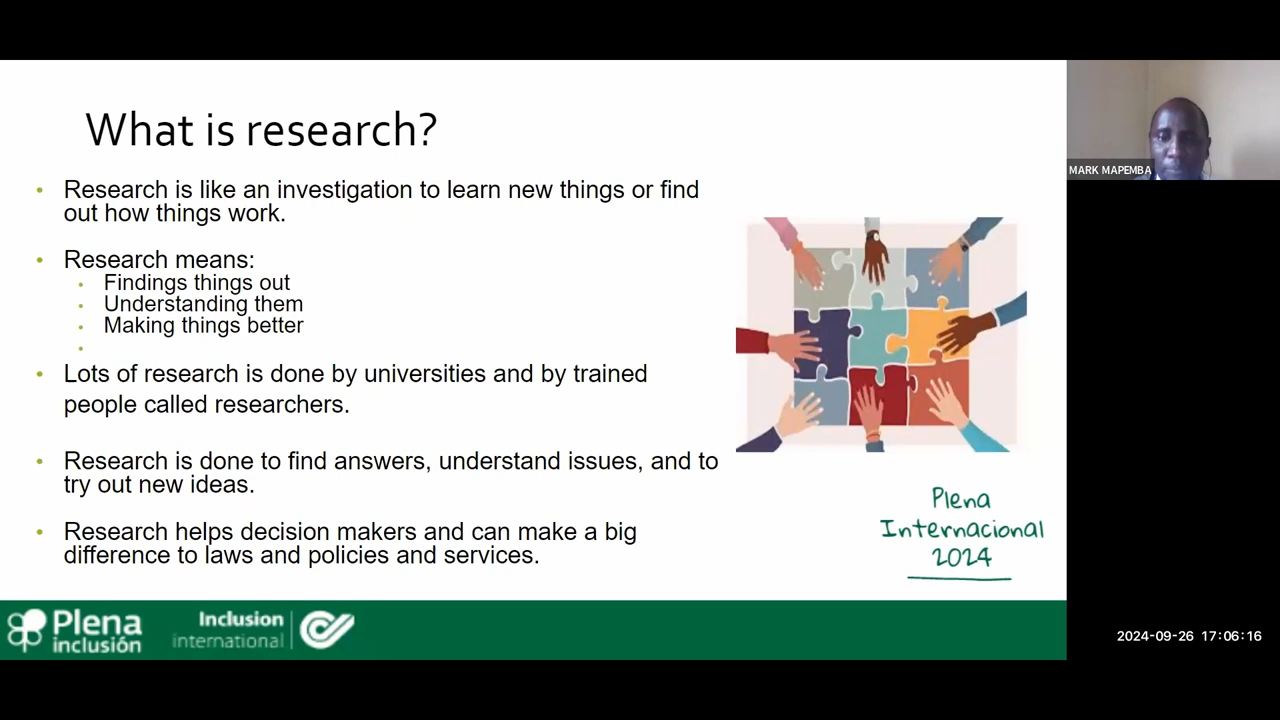 What is research?
Research is like an investigation to learn new things or find
out how things work.
Research means:
Findings things out
Understanding them
Making things better
Lots of research is done by universities and by trained
people called researchers.
Research is done to find answers, understand issues, and to
try out new ideas.
Research helps decision makers and can make a big
difference to laws and policies and services.
Plena
Internacional
2024
Plena
inclusión
Inclusion
international
MARK MAPEMBA
2024-09-26 17:06:16